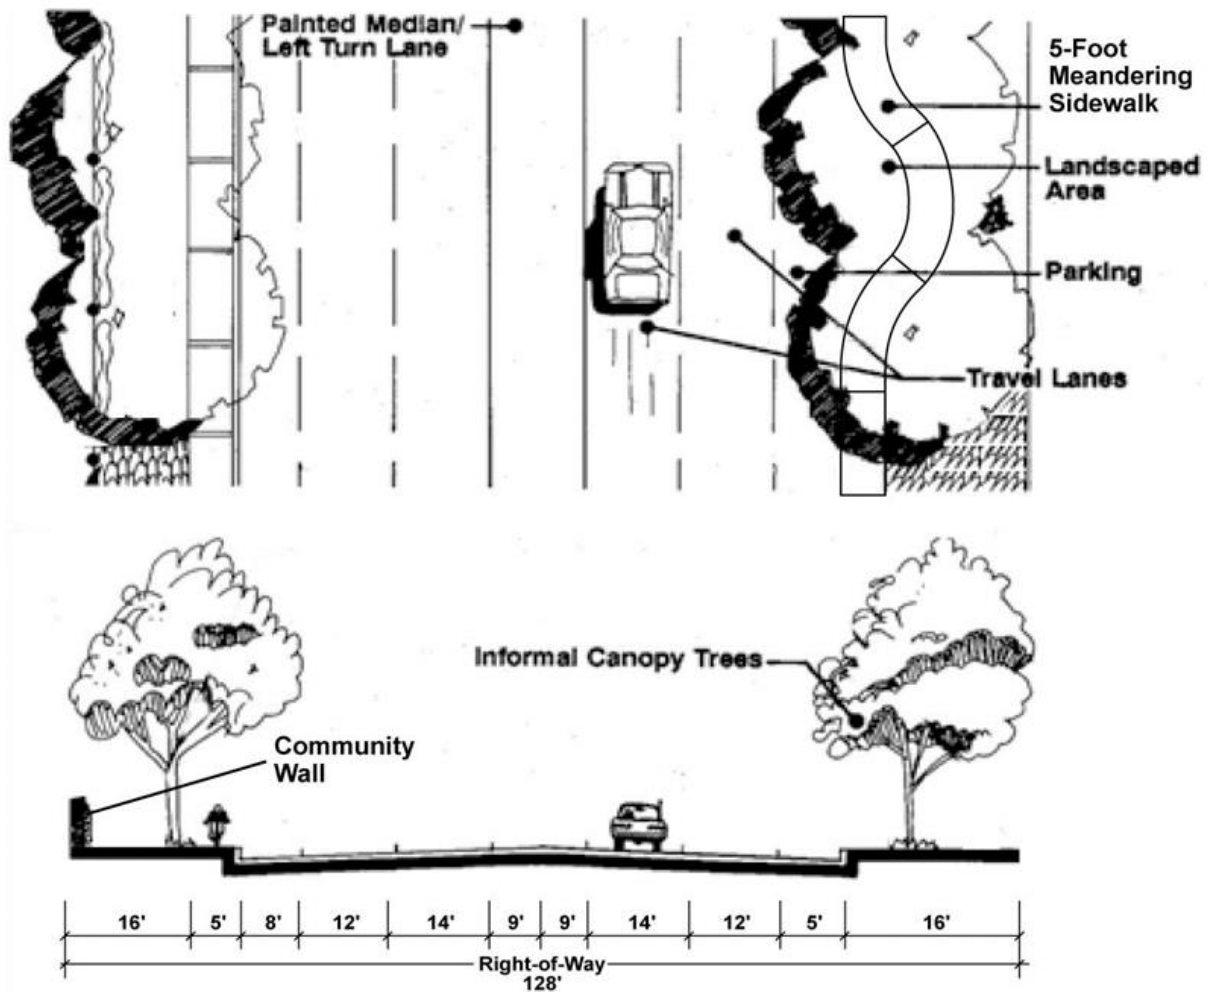 Painted Median/
Left Turn Lane
5-Foot
Meandering
Sidewalk
Landscaped
Area
Parking
Travel Lanes
Informal Canopy Trees
Community
Wall
16' 5' 8' 12' 14' 9' 9' 14' 12' 5' 16'
Right-of-Way
128'